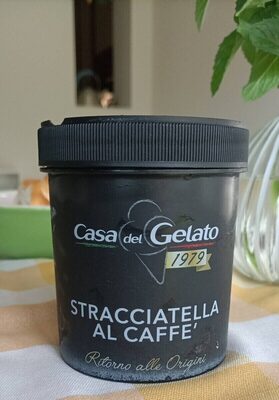 Casa del Gelato
1979
STRACCIATELLA
AL CAFFE'
Ritorno alle Origini